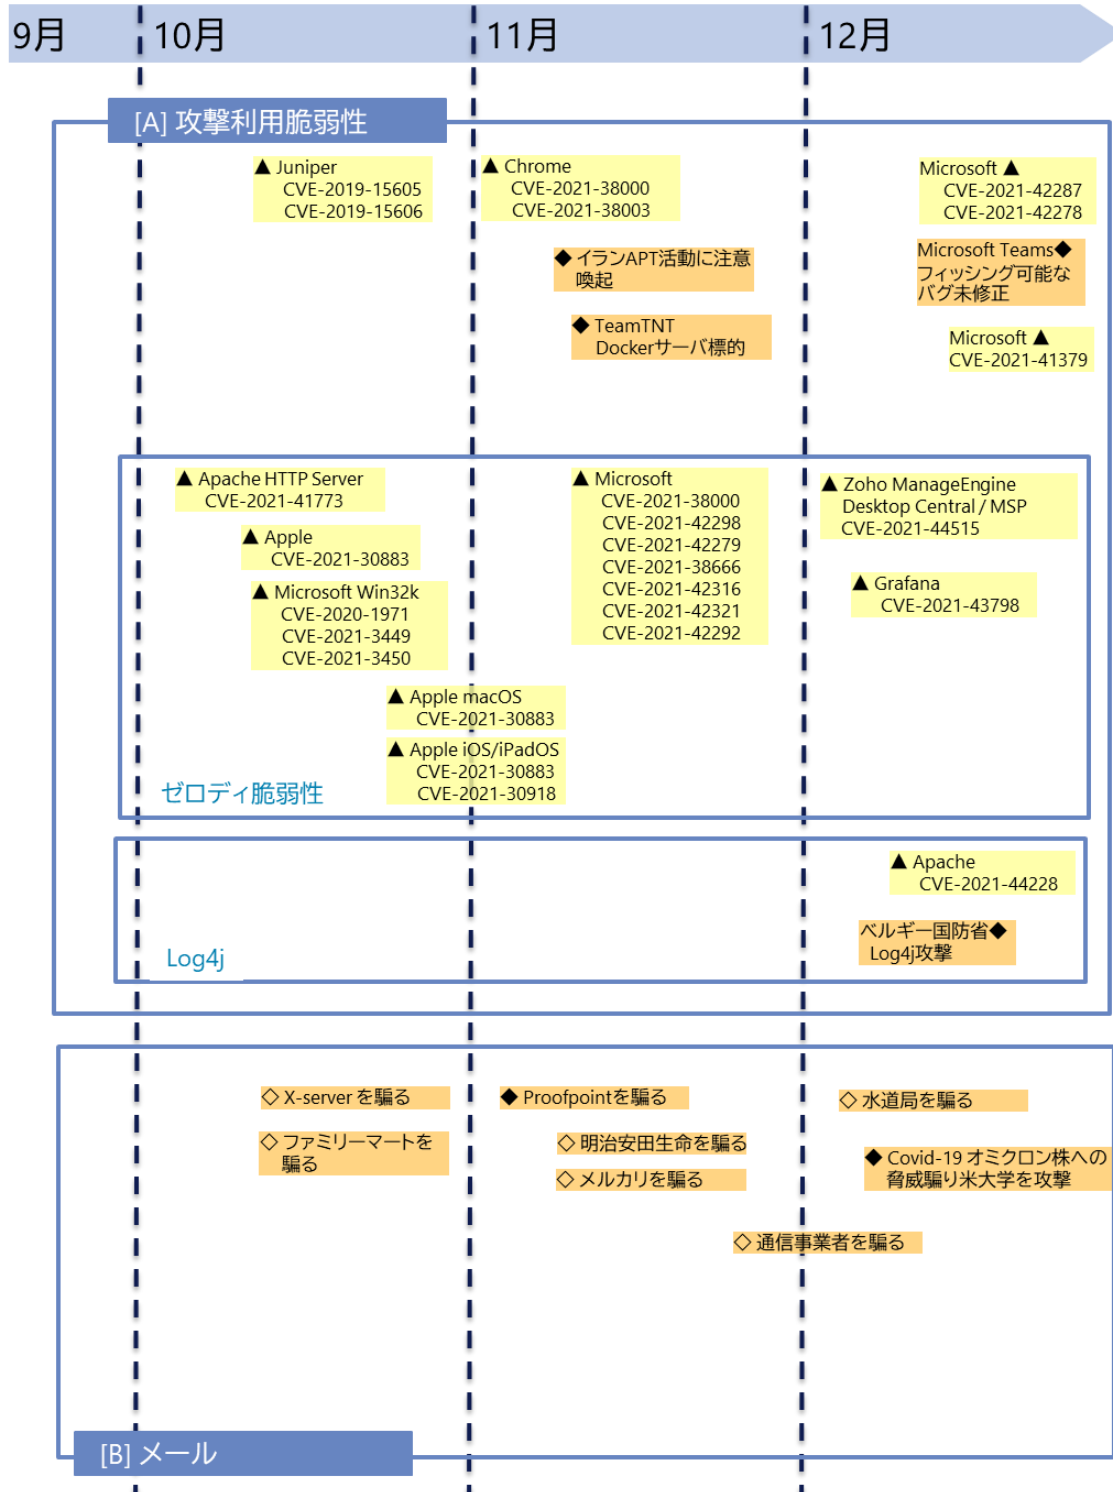 9月
10月
11月
12月
[A] 攻撃利用脆弱性
▲ Juniper
CVE-2019-15605
CVE-2019-15606
▲ Chrome
CVE-2021-38000
CVE-2021-38003
Microsoft ▲
CVE-2021-42287
CVE-2021-42278
◆ イランAPT活動に注意
喚起
Microsoft Teams◆
フィッシング可能な
バグ未修正
◆ TeamTNT
Dockerサーバ標的
Microsoft ▲
CVE-2021-41379
▲ Apache HTTP Server
CVE-2021-41773
▲ Apple
CVE-2021-30883
▲ Microsoft Win32k
CVE-2020-1971
CVE-2021-3449
CVE-2021-3450
▲ Apple macOS
CVE-2021-30883
▲ Apple iOS/iPadOS
CVE-2021-30883
CVE-2021-30918
▲ Microsoft
CVE-2021-38000
CVE-2021-42298
CVE-2021-42279
CVE-2021-38666
CVE-2021-42316
CVE-2021-42321
CVE-2021-42292
▲ Zoho ManageEngine
Desktop Central / MSP
CVE-2021-44515
▲ Grafana
CVE-2021-43798
ゼロディ脆弱性
▲ Apache
CVE-2021-44228
ベルギー国防省◆
Log4j攻撃
Log4j
◇ X-server を騙る
◇ ファミリーマートを
騙る
◆ Proofpointを騙る
◇ 明治安田生命を騙る
◇ メルカリを騙る
◇ 水道局を騙る
◆ Covid-19 オミクロン株への
脅威騙り米大学を攻撃
◇ 通信事業者を騙る
[B] メール